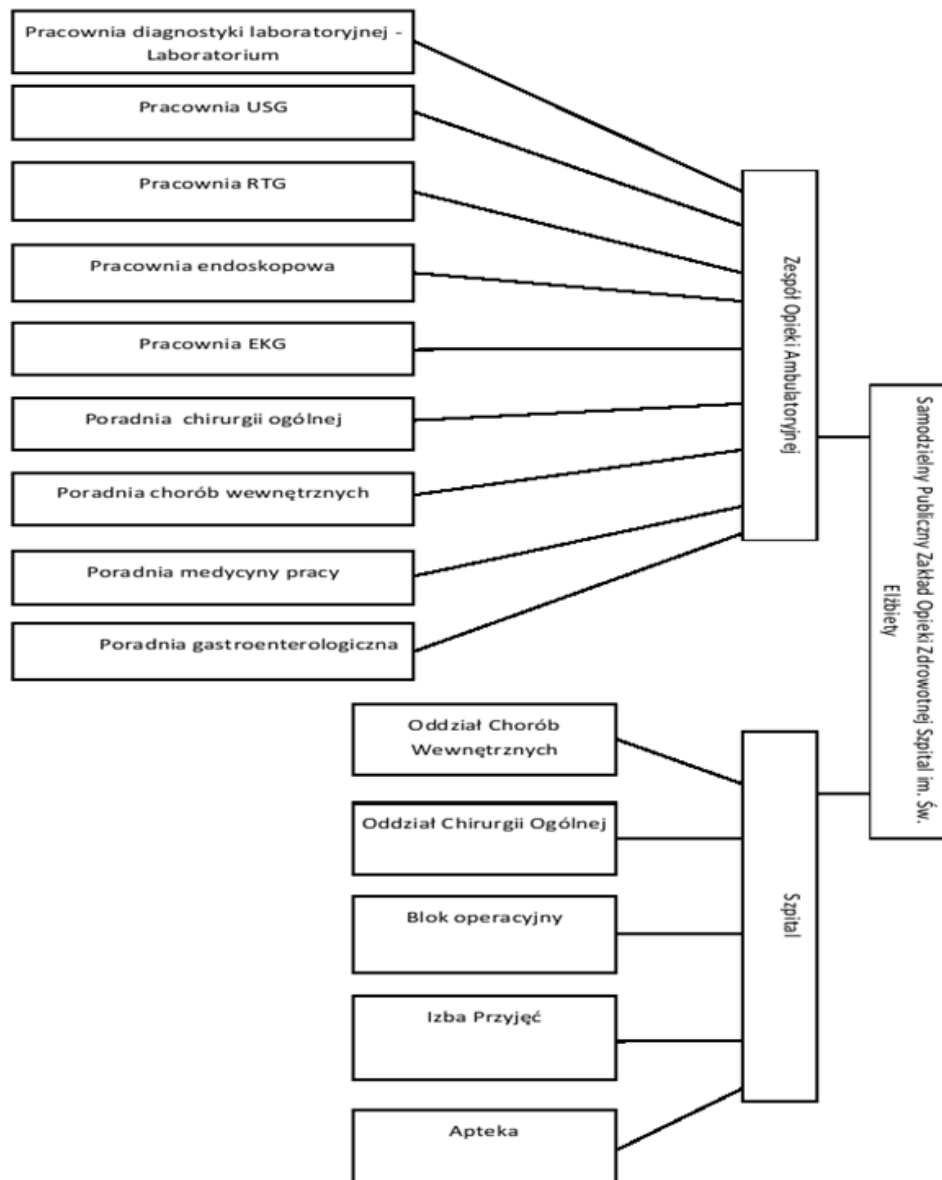 Pracownia diagnostyki laboratoryjnej -
Laboratorium
Pracownia USG
Pracownia RTG
Pracownia endoskopowa
Pracownia EKG
Poradnia chirurgii ogólnej
Poradnia chorób wewnętrznych
Poradnia medycyny pracy
Poradnia gastroenterologiczna
Zespół Opieki Ambulatoryjnej
Samodzielny Publiczny Zakład Opieki Zdrowotnej Szpital im. Św.
Elżbiety
Oddział Chorób
Wewnętrznych
Oddział Chirurgii Ogólnej
Blok operacyjny
Izba Przyjęć
Apteka
Szpital